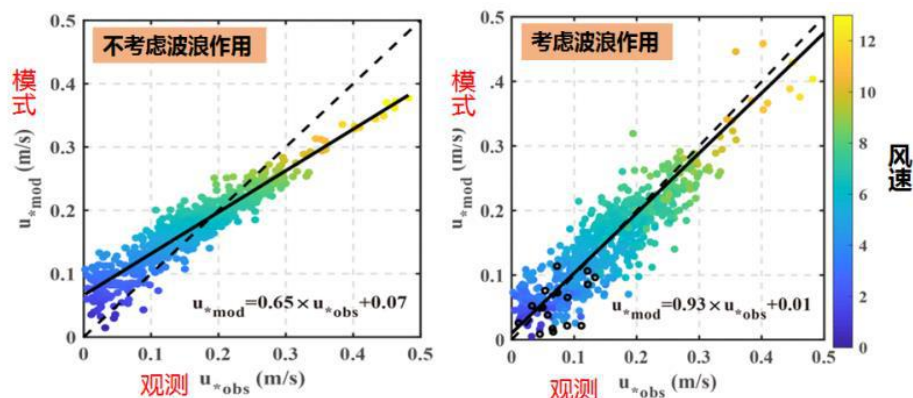 不考虑波浪作用
模式
u*mod (m/s)
0.5
0.4
0.3
0.2
0.1
0
u*mod=0.65×u*obs+0.07
0 0.1 0.2 0.3 0.4 0.5
观测 u*obs (m/s)
考虑波浪作用
模式
u*mod (m/s)
0.5
.4
0.3
0.2
0.1
0
u*mod=0.93×u*obs+0.01
0 0.1 0.2 0.3 0.4 0.5
观测 u*obs (m/s)
12
10
8
6
4
2
0
风速